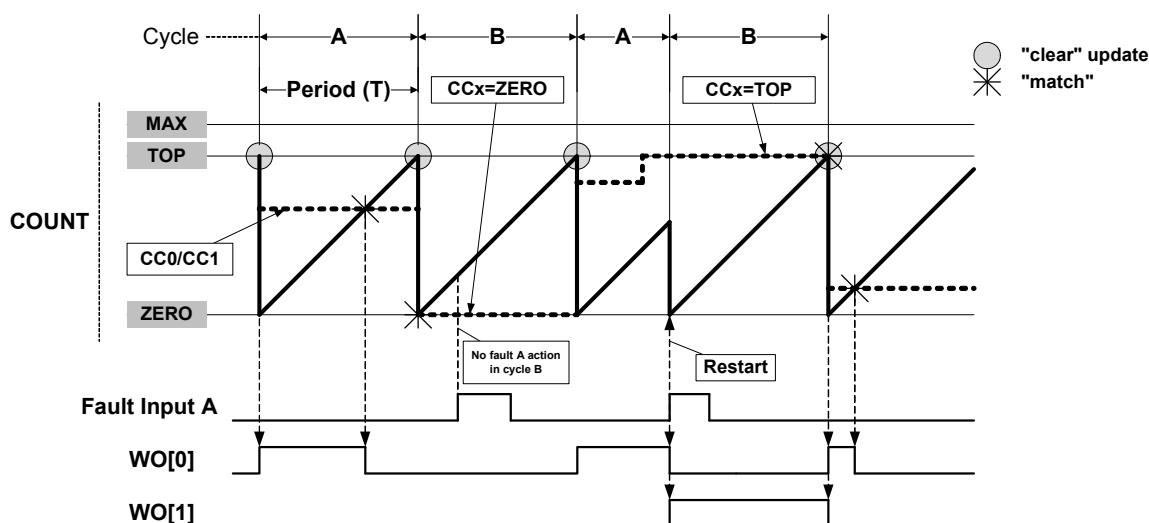 Cycle A B A B
"clear" update
"match"
Period (T) CCx=ZERO CCx=TOP
MAX
TOP
COUNT
CC0/CC1
ZERO
No fault A action
in cycle B
Restart
Fault Input A
WO[0]
WO[1]